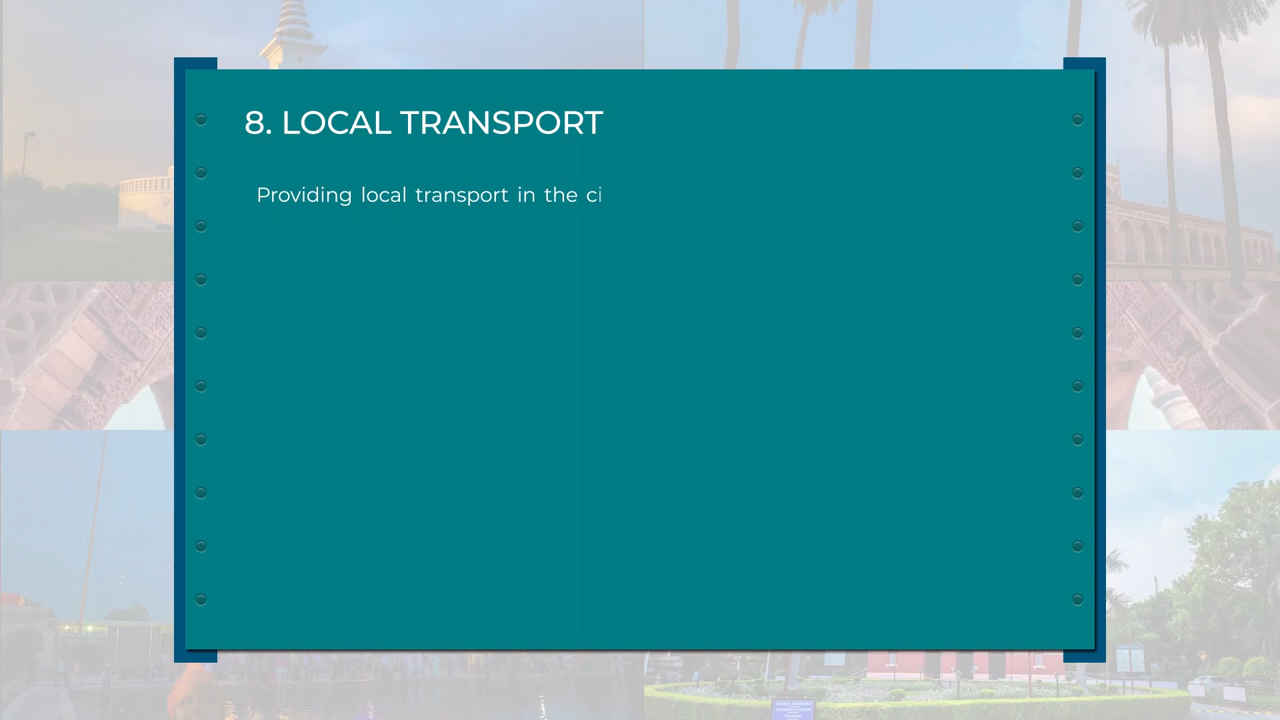 8. LOCAL TRANSPORT
Providing local transport in the ci